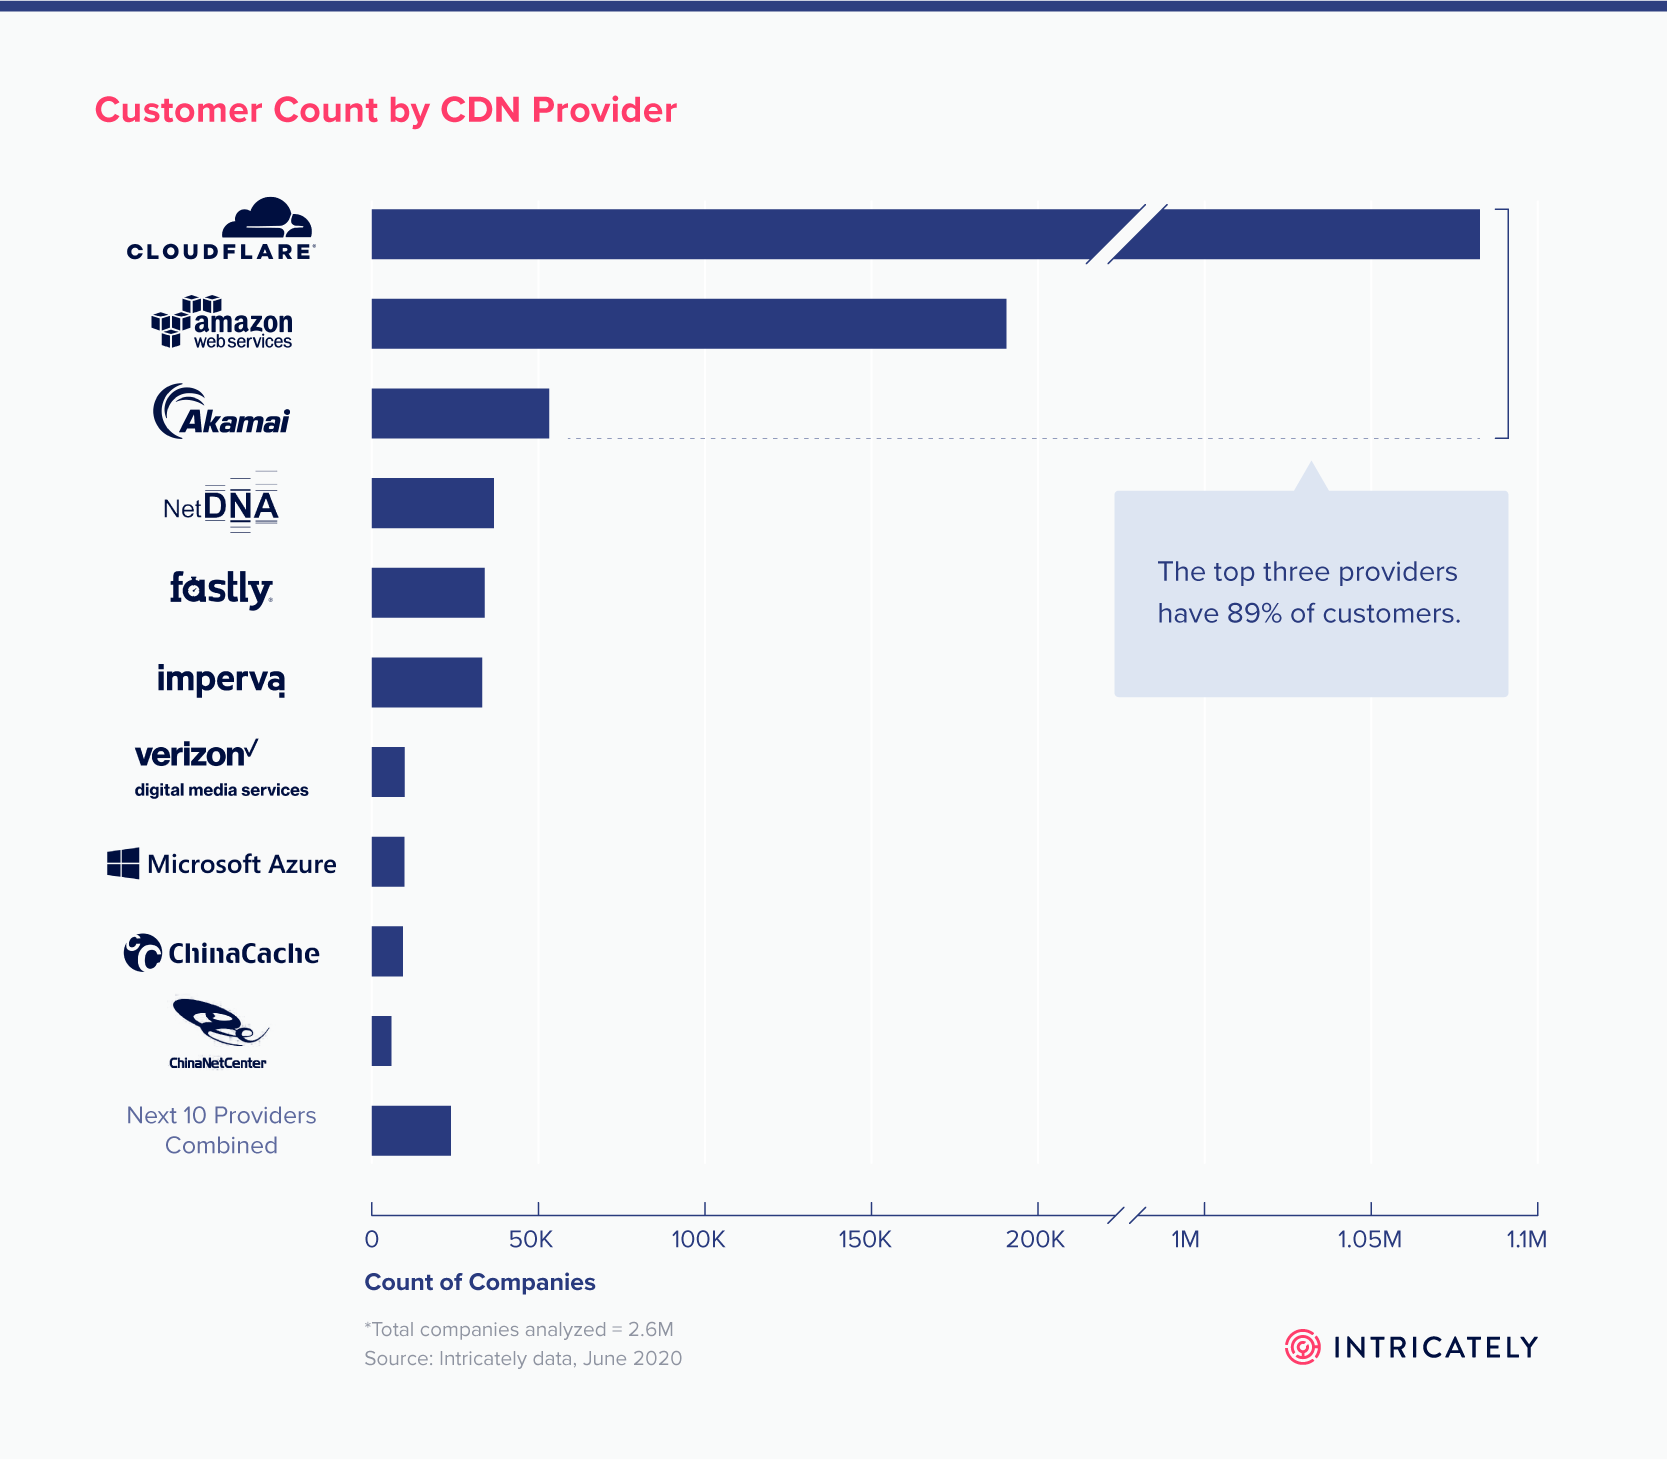 Customer Count by CDN Provider
CLOUDFLARE®
amazon
web services
Akamai
NetDNA
fastly®
The top three providers
have 89% of customers.
imperva
verizon✓
digital media services
Microsoft Azure
ChinaCache
ChinaNetCenter
Next 10 Providers
Combined
0 50K 100K 150K 200K 1M 1.05M 1.1M
Count of Companies
*Total companies analyzed = 2.6M
Source: Intricately data, June 2020
INTRICATELY